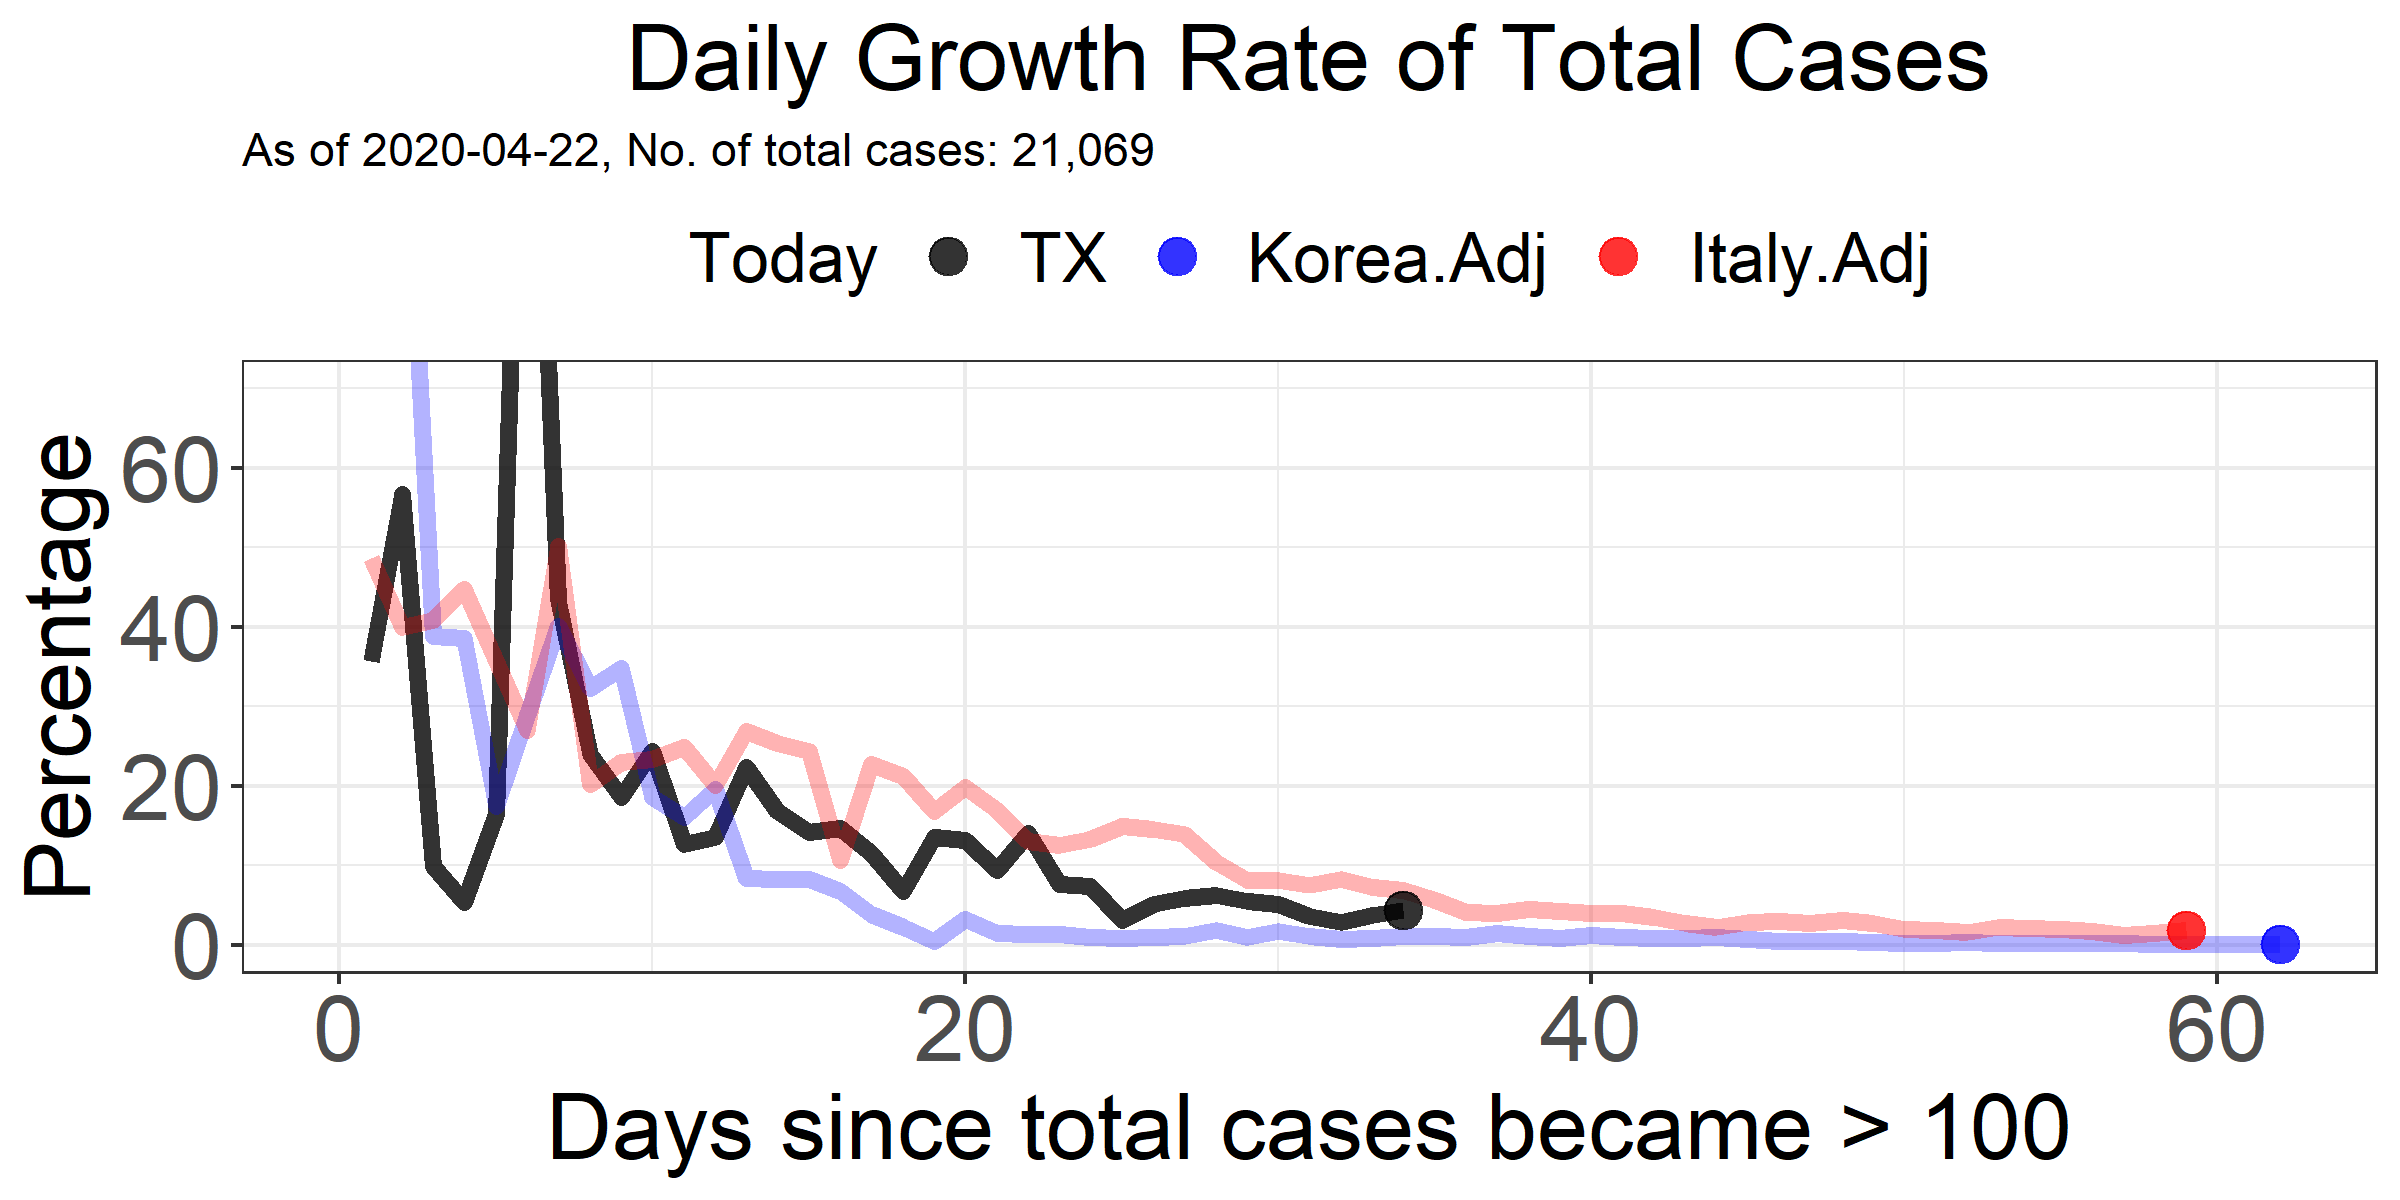 Daily Growth Rate of Total Cases
As of 2020-04-22, No. of total cases: 21,069
Today TX Korea.Adj Italy.Adj
Percentage
60
40
20
0
0 20 40 60
Days since total cases became > 100